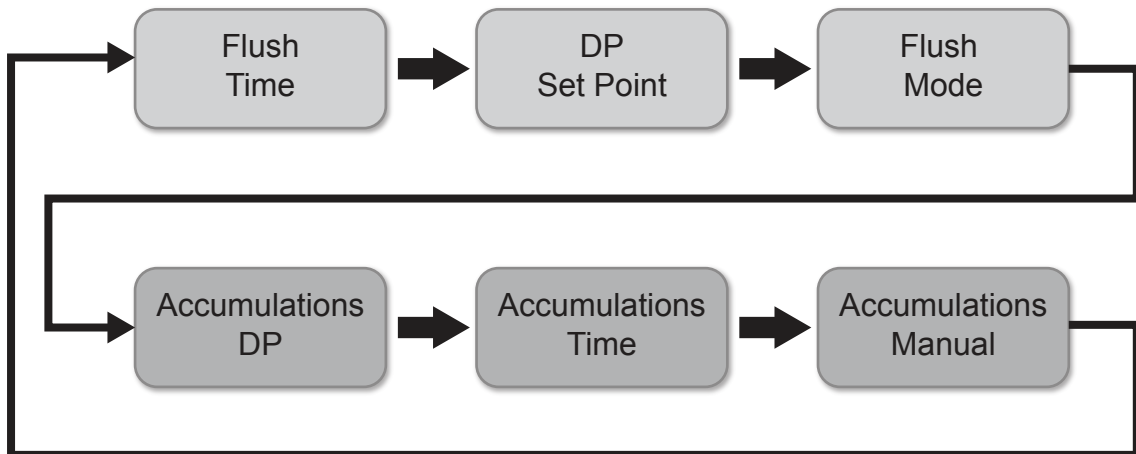 Flush
Time
DP
Set Point
Flush
Mode
Accumulations
DP
Accumulations
Time
Accumulations
Manual